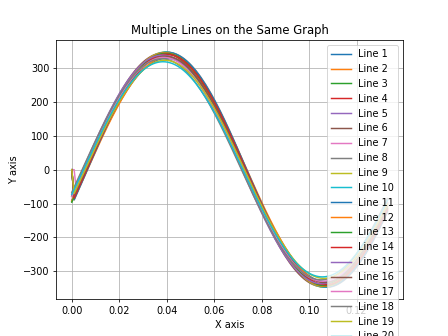 Multiple Lines on the Same Graph
Y axis
300
200
100
0
−100
−200
−300
0.00
0.02
0.04
0.06
0.08
0.10
X axis
Line 1
Line 2
Line 3
Line 4
Line 5
Line 6
Line 7
Line 8
Line 9
Line 10
Line 11
Line 12
Line 13
Line 14
Line 15
Line 16
Line 17
Line 18
Line 19
Line 20